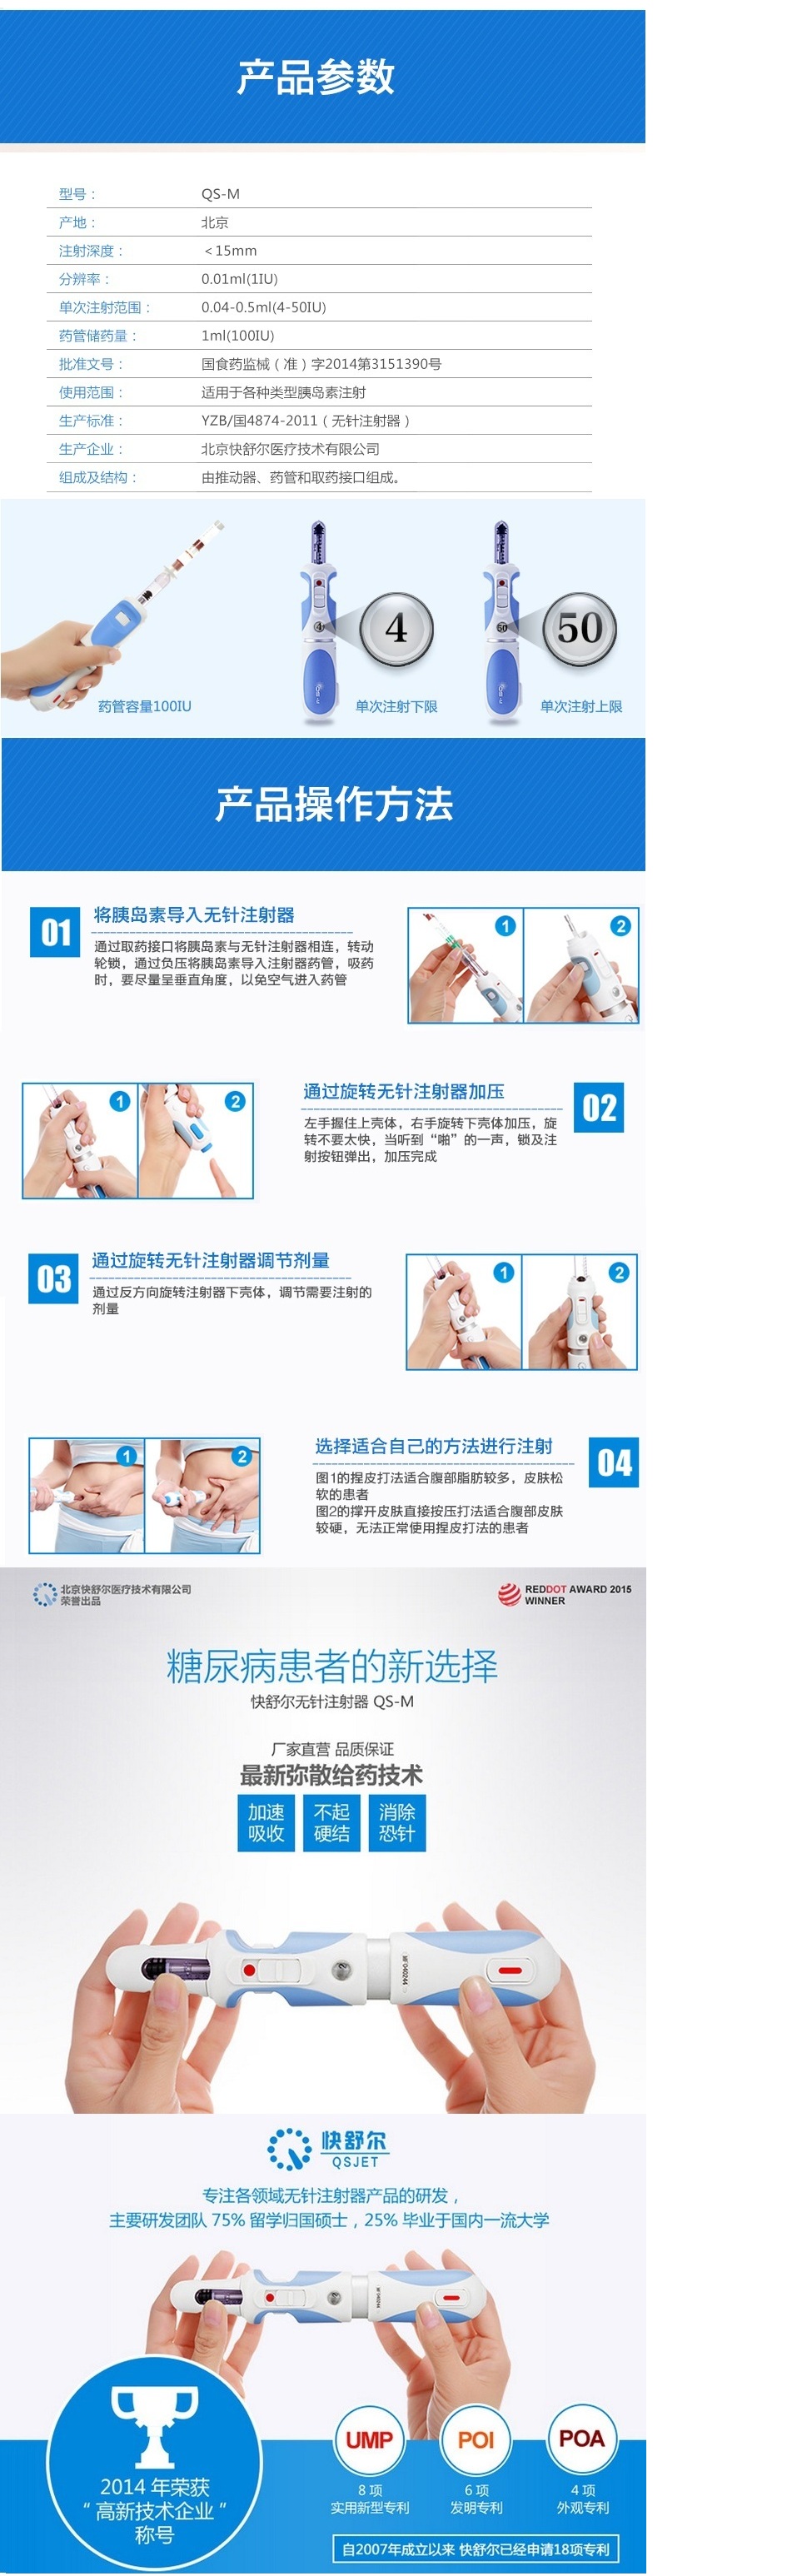 产品参数
型号： QS-M
产地： 北京
注射深度： ＜15mm
分辨率： 0.01ml(1IU)
单次注射范围： 0.04-0.5ml(4-50IU)
药管储药量： 1ml(100IU)
批准文号： 国食药监械（准）字2014第3151390号
使用范围： 适用于各种类型胰岛素注射
生产标准： YZB/国4874-2011（无针注射器）
生产企业： 北京快舒尔医疗技术有限公司
组成及结构： 由推动器、药管和取药接口组成。
4 4 50 50
药管容量100IU 单次注射下限 单次注射上限
产品操作方法
01 将胰岛素导入无针注射器
通过取药接口将胰岛素与无针注射器相连，转动
轮锁，通过负压将胰岛素导入注射器药管，吸药
时，要尽量呈垂直角度，以免空气进入药管
1 2
1 2
通过旋转无针注射器加压 02
左手握住上壳体，右手旋转下壳体加压，旋
转不要太快，当听到“啪”的一声，锁及注
射按钮弹出，加压完成
03 通过旋转无针注射器调节剂量
通过反方向旋转注射器下壳体，调节需要注射的
剂量
1 2
1 2
选择适合自己的方法进行注射 04
图1的捏皮打法适合腹部脂肪较多，皮肤松
软的患者
图2的撑开皮肤直接按压打法适合腹部皮肤
较硬，无法正常使用捏皮打法的患者
北京快舒尔医疗技术有限公司
荣誉出品
REDDOT AWARD 2015
WINNER
糖尿病患者的新选择
快舒尔无针注射器 QS-M
厂家直营 品质保证
最新弥散给药技术
加速 不起 消除
吸收 硬结 恐针
快舒尔
QSJET
专注各领域无针注射器产品的研发，
主要研发团队 75% 留学归国硕士，25% 毕业于国内一流大学
2014 年荣获
“ 高新技术企业 ”
称号
UMP POI POA
8 项 6 项 4 项
实用新型专利 发明专利 外观专利
自2007年成立以来 快舒尔已经申请18项专利